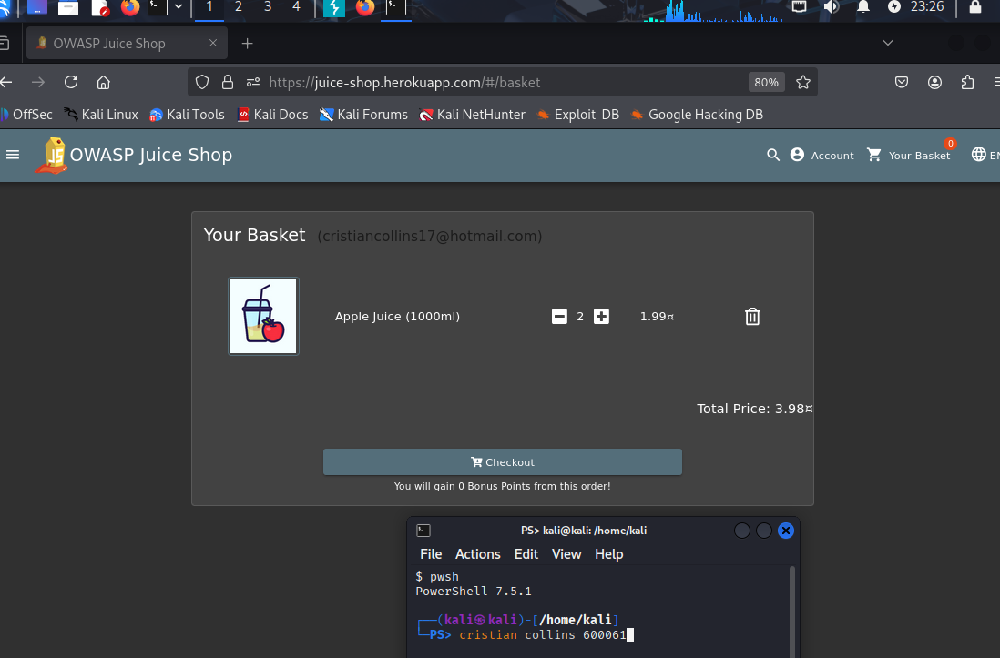 1 2 3 4 23:26
OWASP Juice Shop
https://juice-shop.herokuapp.com/#/basket 80%
OffSec Kali Linux Kali Tools Kali Docs Kali Forums Kali NetHunter Exploit-DB Google Hacking DB
JS OWASP Juice Shop Account Your Basket 0 EN
Your Basket (cristiancollins17@hotmail.com)
Apple Juice (1000ml) 2 1.99¤
Total Price: 3.98¤
Checkout
You will gain 0 Bonus Points from this order!
PS> kali@kali: /home/kali
File Actions Edit View Help
$ pwsh
PowerShell 7.5.1
┌──(kali㉿kali)-[/home/kali]
└─PS> cristian collins 600061